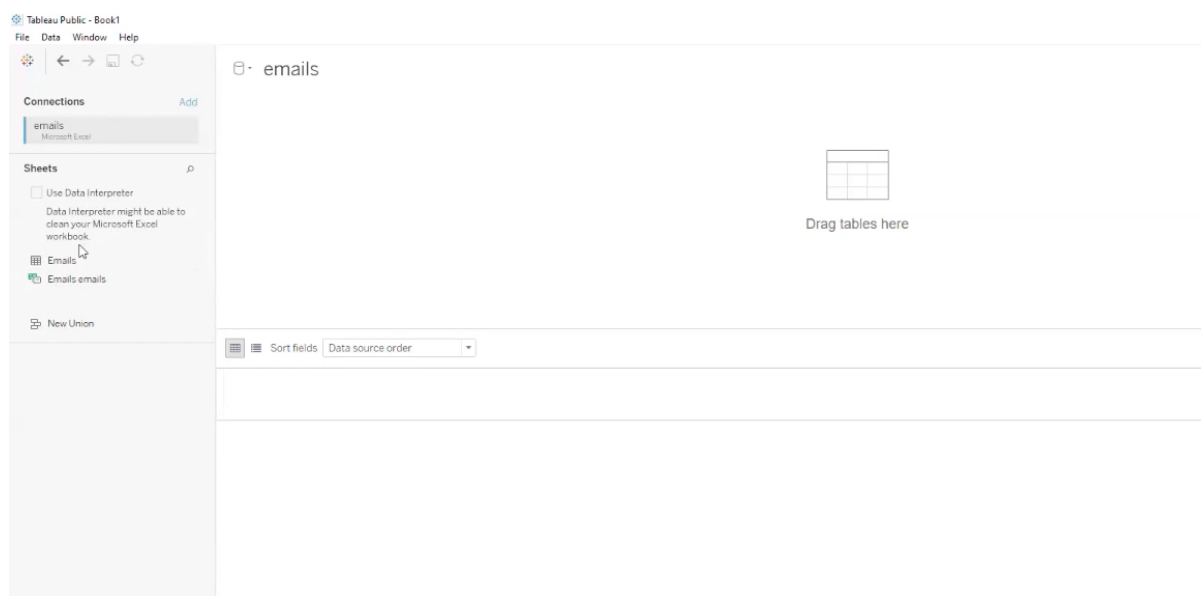 Tableau Public - Book1
File Data Window Help
emails
Connections Add
emails
Microsoft Excel
Sheets
Use Data Interpreter
Data Interpreter might be able to
clean your Microsoft Excel
workbook.
Emails
Emails emails
New Union
Drag tables here
Sort fields Data source order